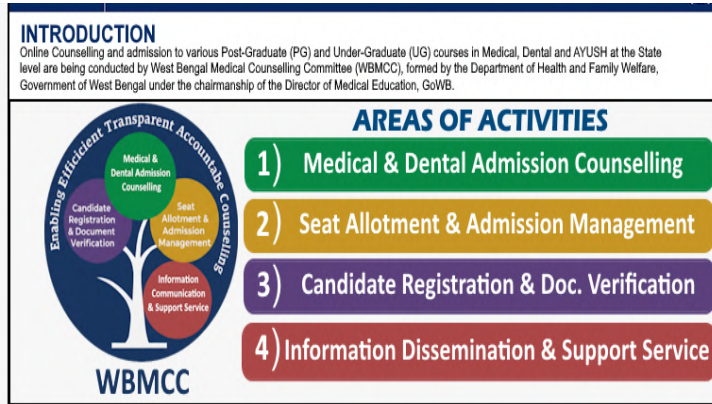 INTRODUCTION
Online Counselling and admission to various Post-Graduate (PG) and Under-Graduate (UG) courses in Medical, Dental and AYUSH at the State
level are being conducted by West Bengal Medical Counselling Committee (WBMCC), formed by the Department of Health and Family Welfare,
Government of West Bengal under the chairmanship of the Director of Medical Education, GoWB.
Enabling Efficicient Transparent Accountabe Counselling
Medical &
Dental Admission
Counselling
Candidate
Registration
& Document
Verification
Seat
Allotment &
Admission
Management
Information
Communication
& Support Service
WBMCC
AREAS OF ACTIVITIES
1) Medical & Dental Admission Counselling
2) Seat Allotment & Admission Management
3) Candidate Registration & Doc. Verification
4) Information Dissemination & Support Service